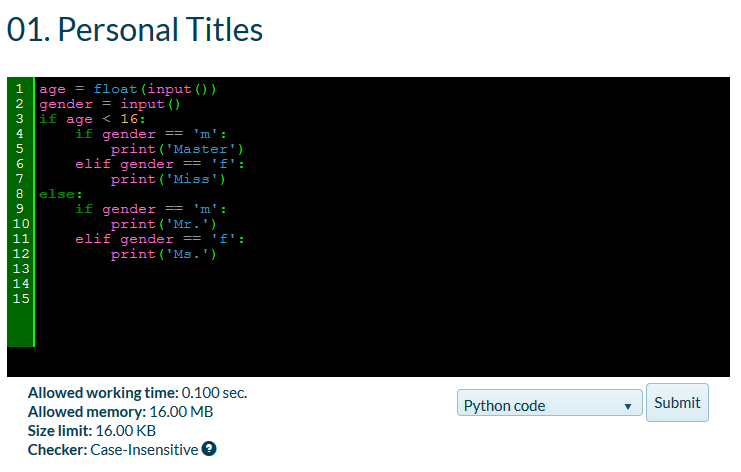 01. Personal Titles
1 age = float(input())
2 gender = input()
3 if age < 16:
4     if gender == 'm':
5         print('Master')
6     elif gender == 'f':
7         print('Miss')
8 else:
9     if gender == 'm':
10         print('Mr.')
11     elif gender == 'f':
12         print('Ms.')
13
14
15
Allowed working time: 0.100 sec.
Allowed memory: 16.00 MB
Size limit: 16.00 KB
Checker: Case-Insensitive ?
Python code ▼
Submit